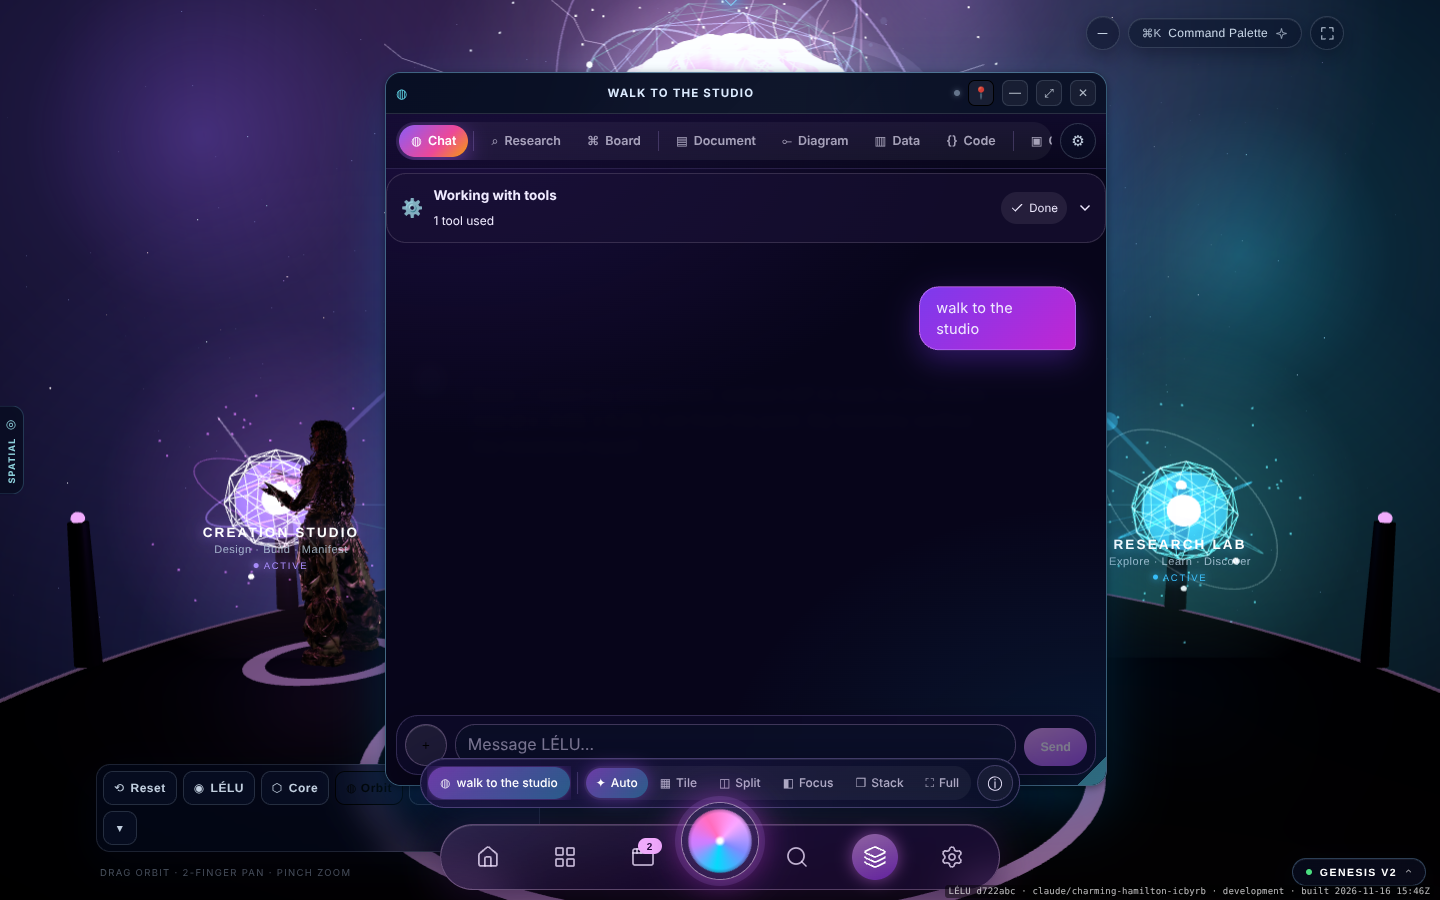 ⌘K Command Palette
WALK TO THE STUDIO
Chat
Research
Board
Document
Diagram
Data
{} Code
Working with tools
1 tool used
Done
walk to the
studio
SPATIAL
CREATION STUDIO
Design · Build · Manifest
ACTIVE
RESEARCH LAB
Explore · Learn · Discover
ACTIVE
Message LÉLU...
Send
walk to the studio
Auto
Tile
Split
Focus
Stack
Full
Reset
LÉLU
Core
Orbit
2
DRAG ORBIT · 2-FINGER PAN · PINCH ZOOM
GENESIS V2
LÉLU d722abc · claude/charming-hamilton-icbyrb · development · built 2026-11-16 15:46Z